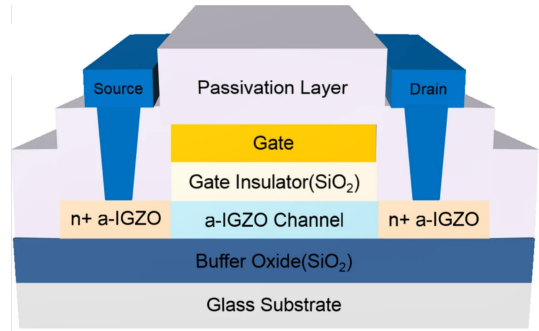 Source
Passivation Layer
Drain
Gate
Gate Insulator(SiO₂)
n+ a-IGZO
a-IGZO Channel
n+ a-IGZO
Buffer Oxide(SiO₂)
Glass Substrate